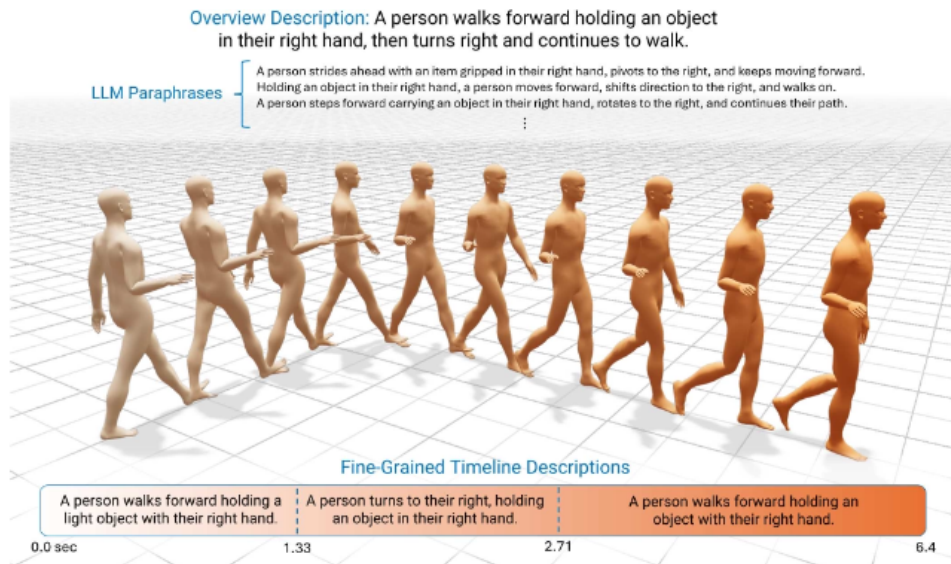 Overview Description: A person walks forward holding an object
in their right hand, then turns right and continues to walk.
LLM Paraphrases
A person strides ahead with an item gripped in their right hand, pivots to the right, and keeps moving forward.
Holding an object in their right hand, a person moves forward, shifts direction to the right, and walks on.
A person steps forward carrying an object in their right hand, rotates to the right, and continues their path.
⋮
Fine-Grained Timeline Descriptions
A person walks forward holding a
light object with their right hand.
A person turns to their right, holding
an object in their right hand.
A person walks forward holding an
object with their right hand.
0.0 sec
1.33
2.71
6.4